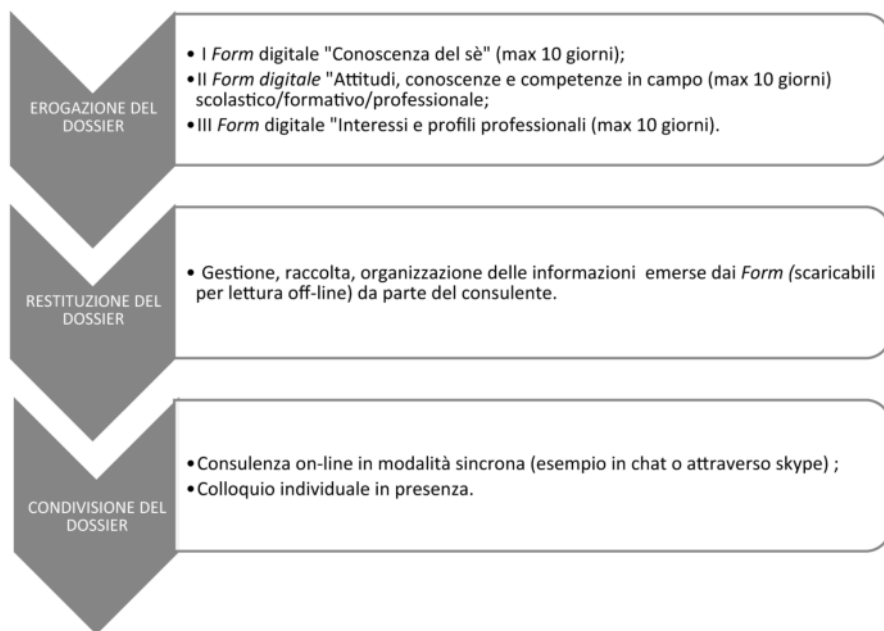 EROGAZIONE DEL
DOSSIER
• I Form digitale "Conoscenza del sè" (max 10 giorni);
•II Form digitale "Attitudi, conoscenze e competenze in campo (max 10 giorni)
scolastico/formativo/professionale;
•III Form digitale "Interessi e profili professionali (max 10 giorni).
RESTITUZIONE DEL
DOSSIER
• Gestione, raccolta, organizzazione delle informazioni emerse dai Form (scaricabili
per lettura off-line) da parte del consulente.
CONDIVISIONE DEL
DOSSIER
•Consulenza on-line in modalità sincrona (esempio in chat o attraverso skype) ;
•Colloquio individuale in presenza.